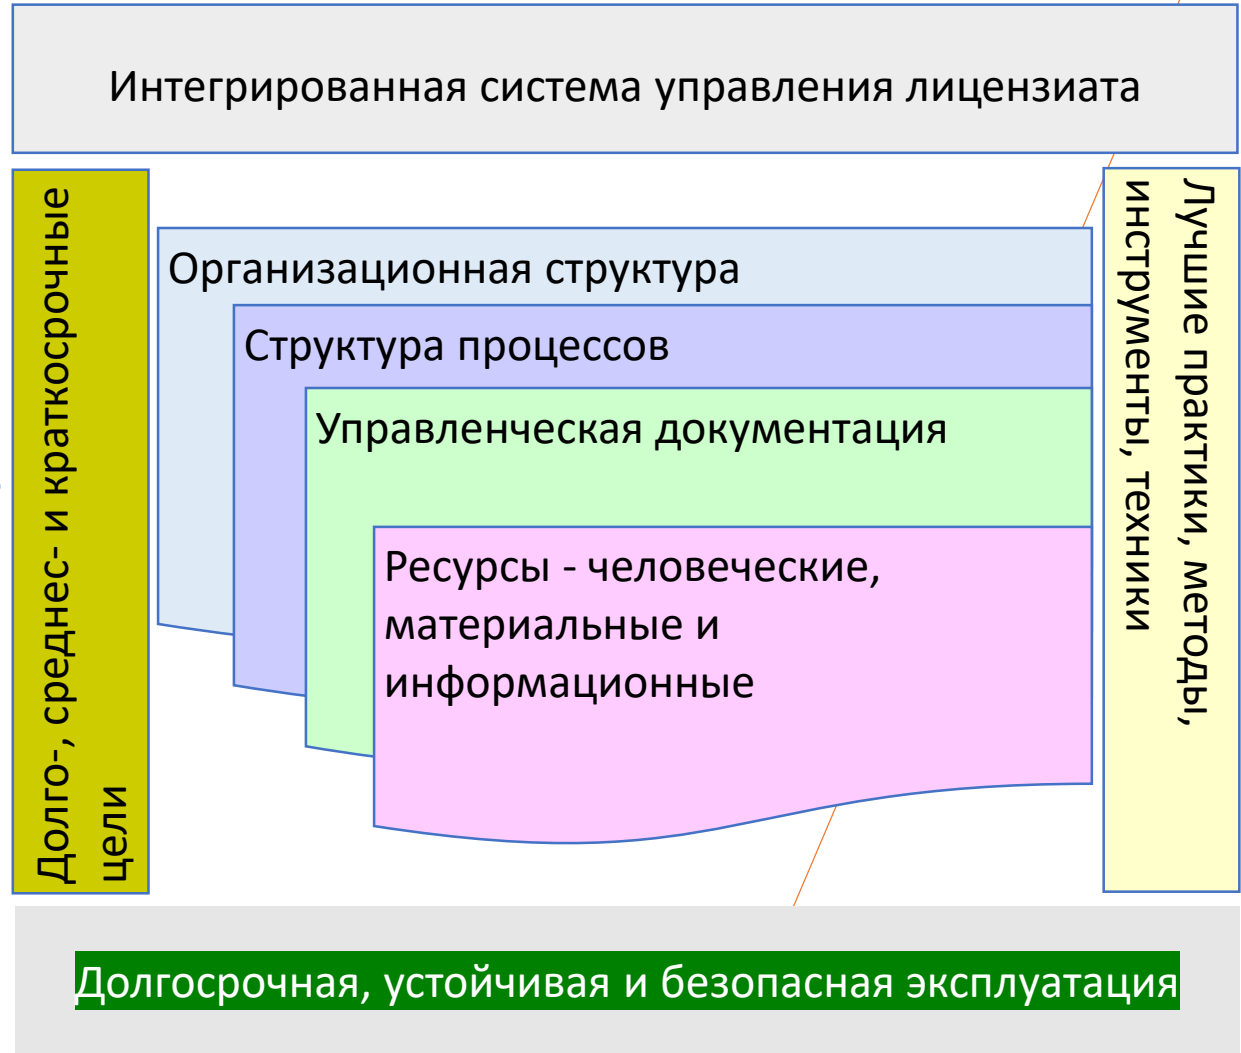 Интегрированная система управления лицензиата
Долго-, среднес- и краткосрочные
цели
Организационная структура
Структура процессов
Управленческая документация
Ресурсы - человеческие,
материальные и
информационные
Лучшие практики, методы,
инструменты, техники
Долгосрочная, устойчивая и безопасная эксплуатация